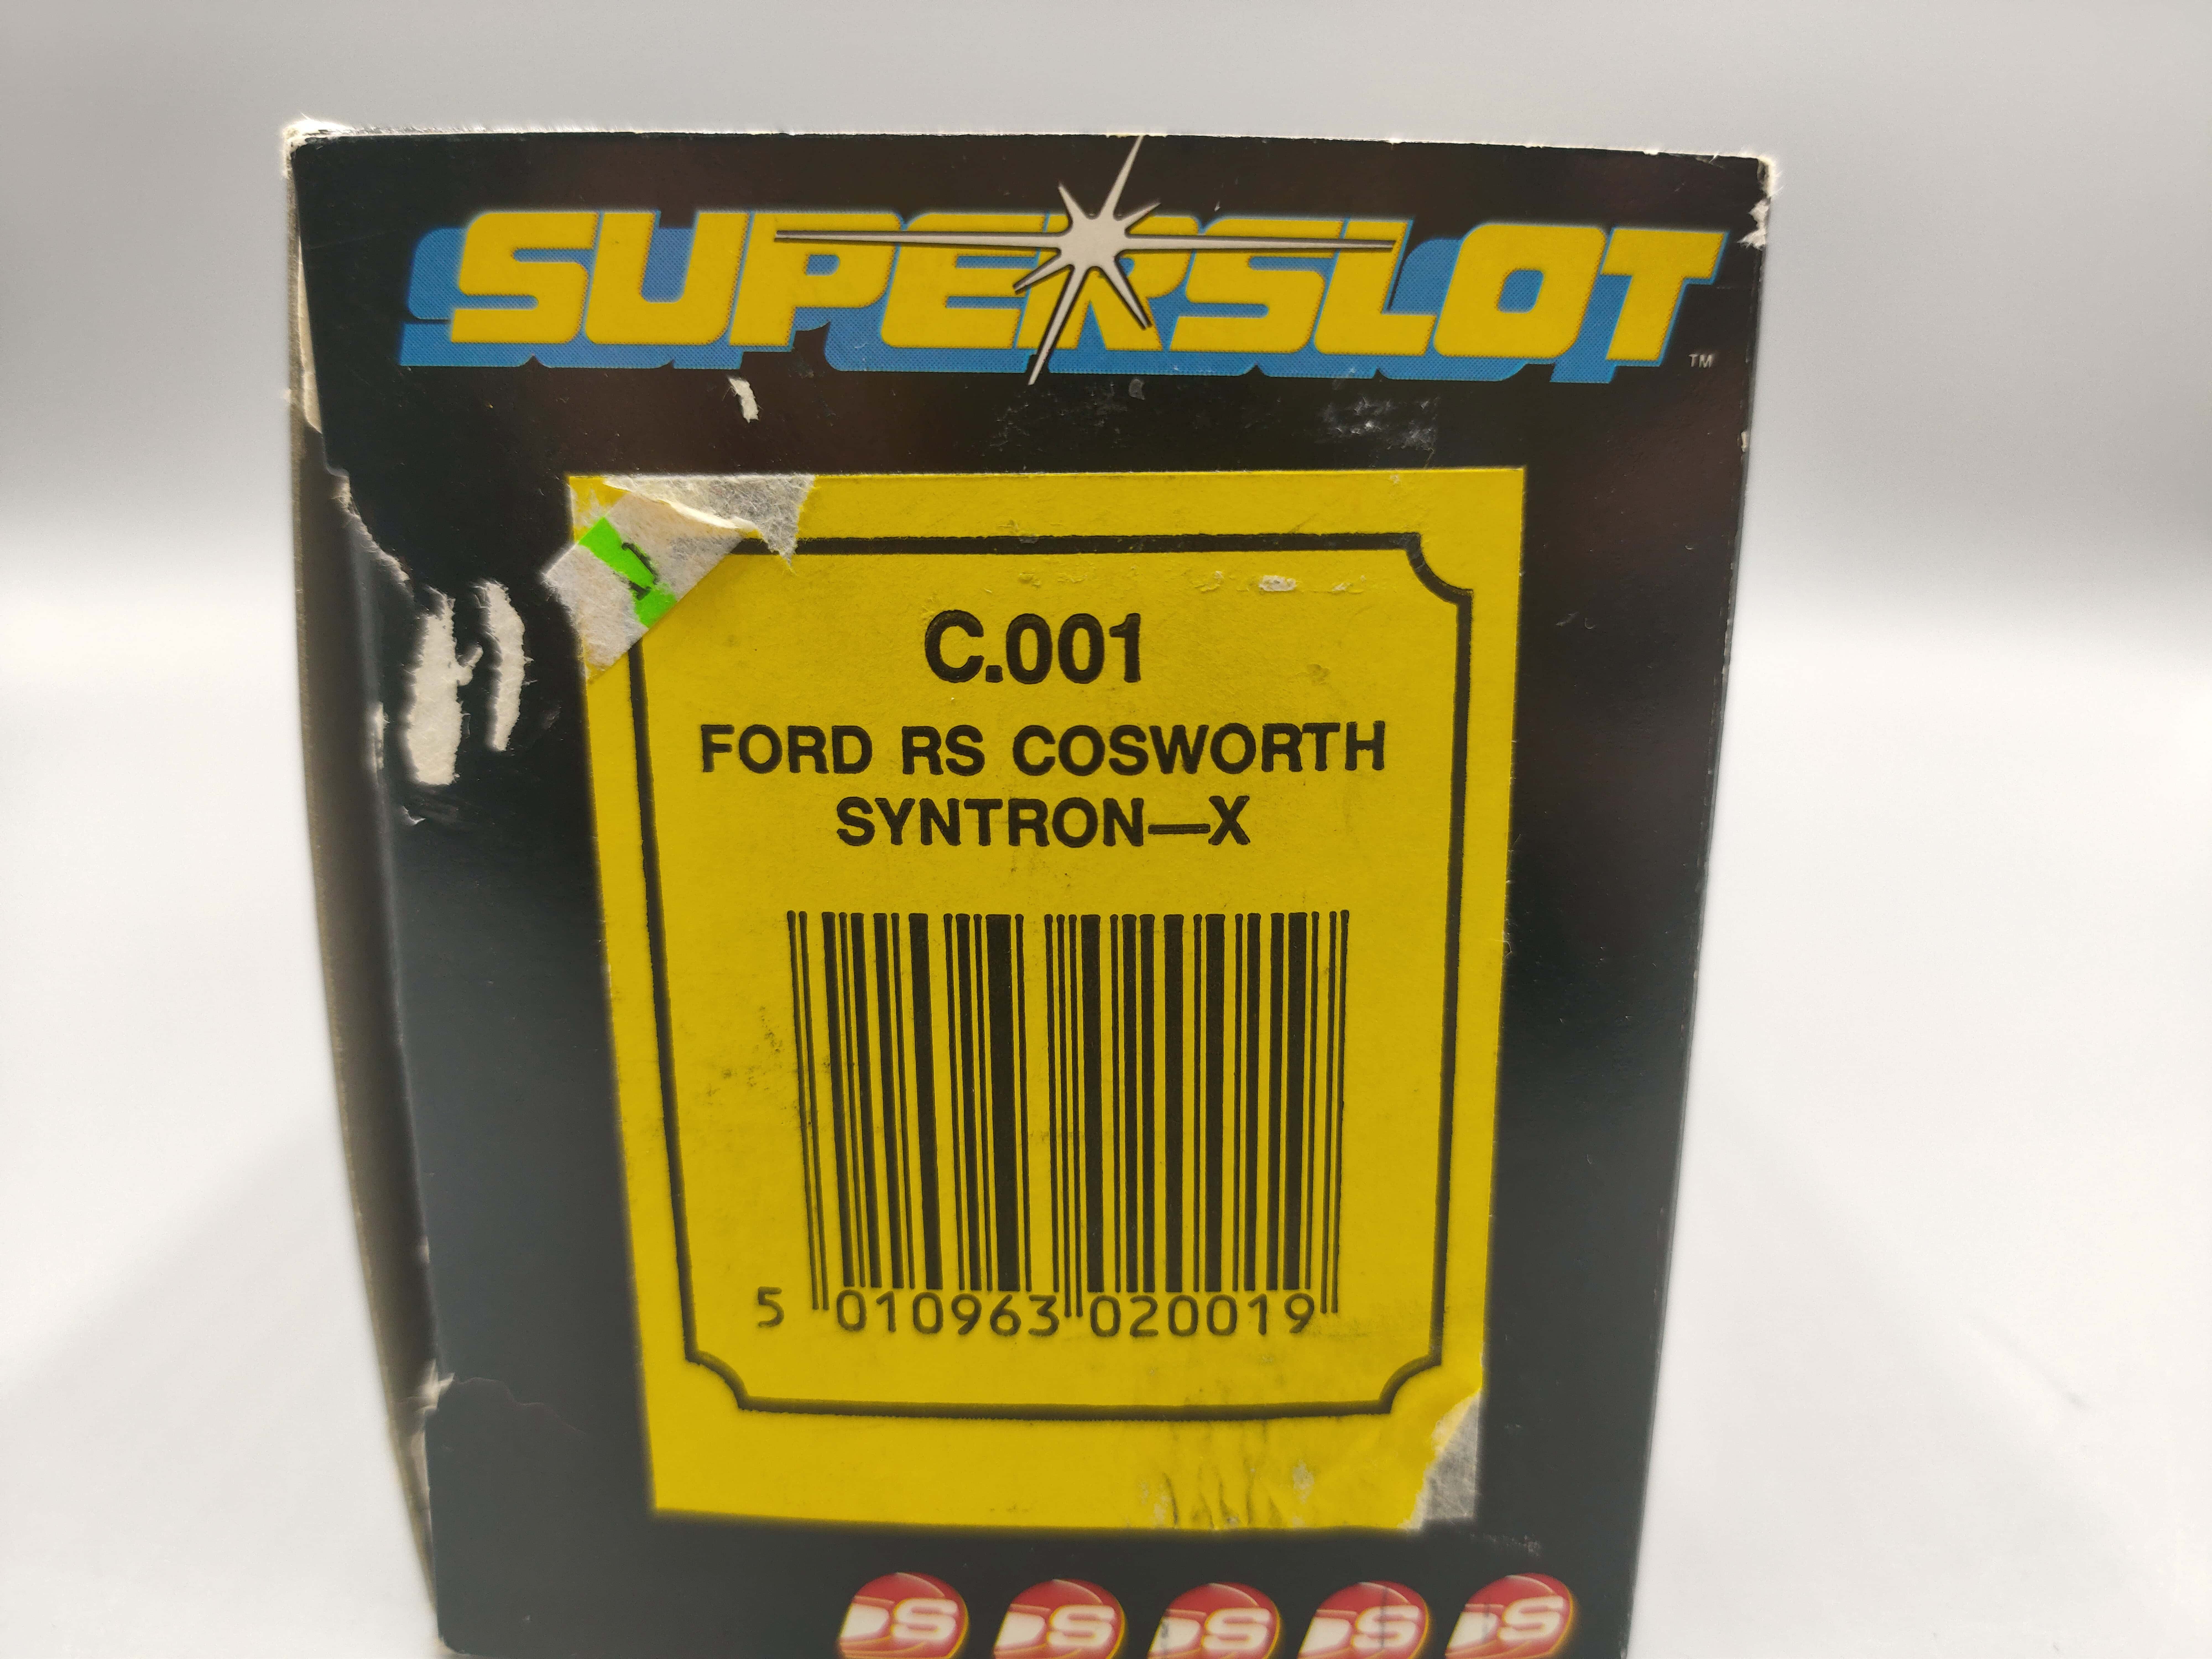 SUPERSLOT
TM
C.001
FORD RS COSWORTH
SYNTRON—X
5 010963 020019
S S S S S